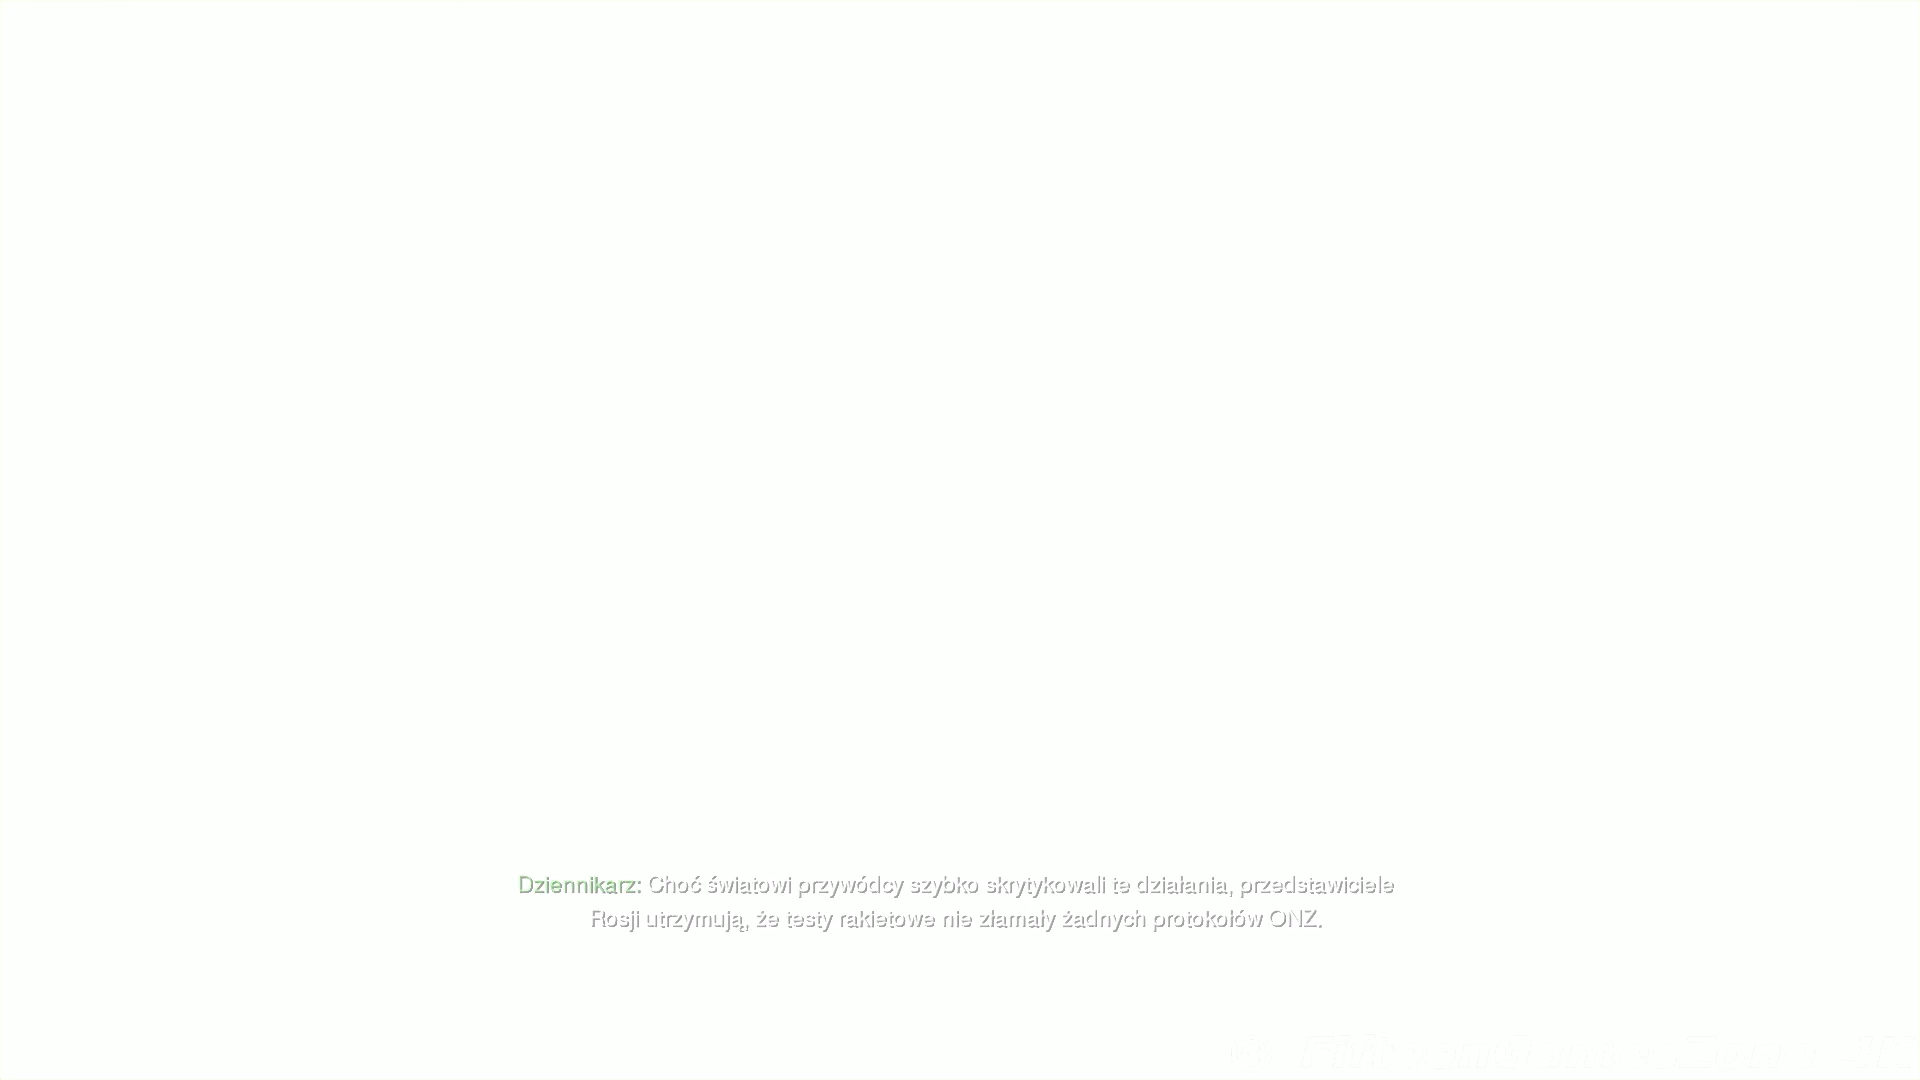 Dziennikarz: Choć światowi przywódcy szybko skrytykowali te działania, przedstawiciele
Rosji utrzymują, że testy rakietowe nie złamały żadnych protokołów ONZ.